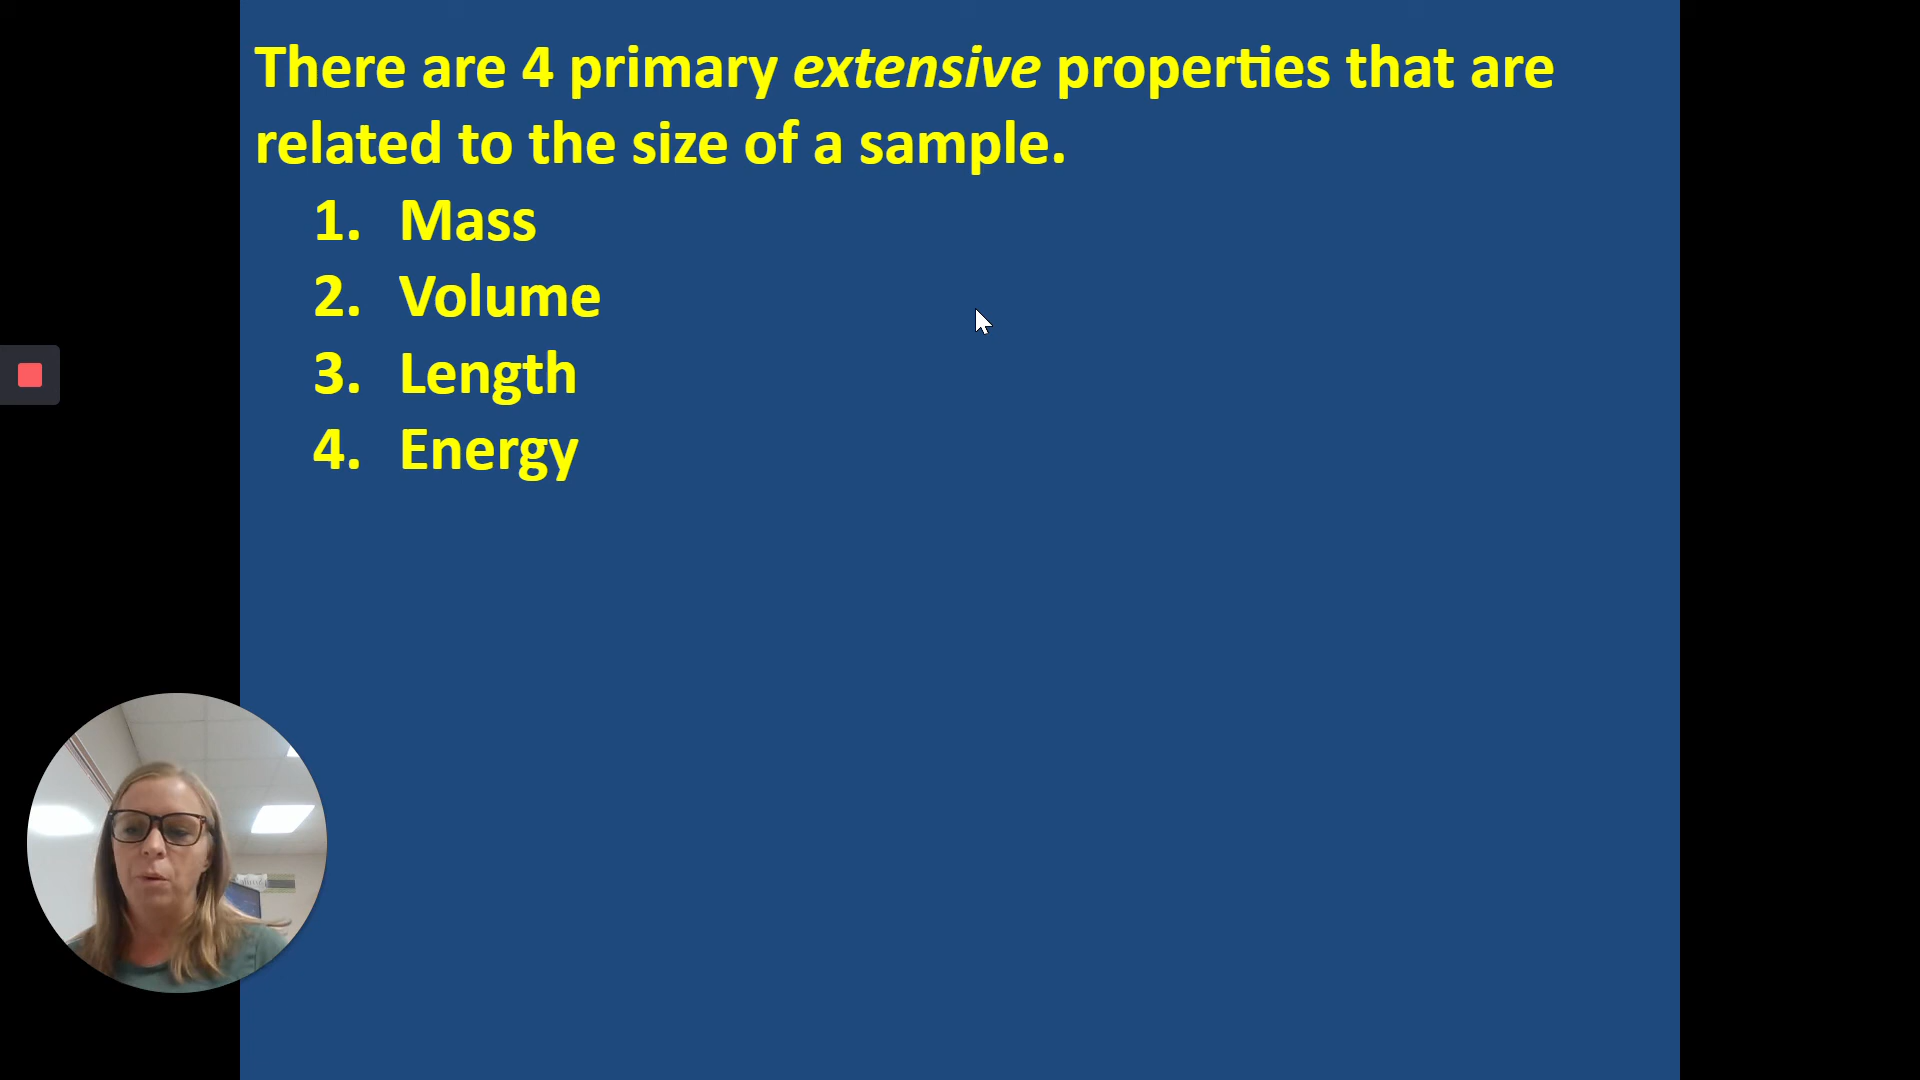 There are 4 primary extensive properties that are
related to the size of a sample.
1. Mass
2. Volume
3. Length
4. Energy